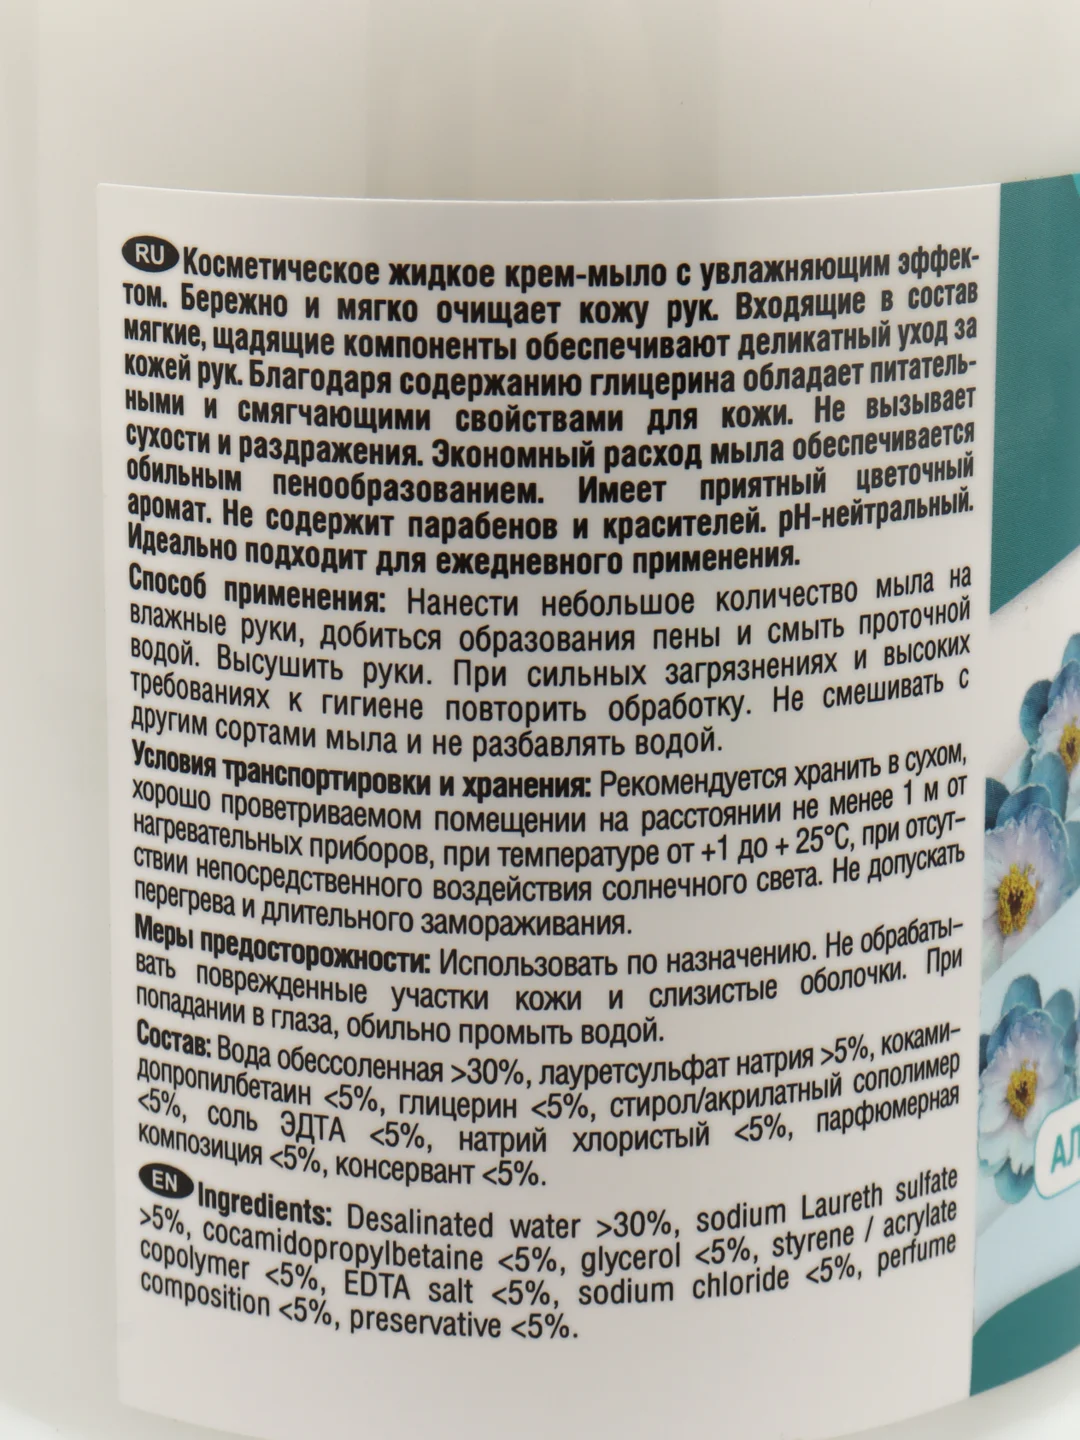 RU Косметическое жидкое крем-мыло с увлажняющим эффек-
том. Бережно и мягко очищает кожу рук. Входящие в состав
мягкие, щадящие компоненты обеспечивают деликатный уход за
кожей рук. Благодаря содержанию глицерина обладает питатель-
ными и смягчающими свойствами для кожи. Не вызывает
сухости и раздражения. Экономный расход мыла обеспечивается
обильным пенообразованием. Имеет приятный цветочный
аромат. Не содержит парабенов и красителей. pH-нейтральный.
Идеально подходит для ежедневного применения.
Способ применения: Нанести небольшое количество мыла на
влажные руки, добиться образования пены и смыть проточной
водой. Высушить руки. При сильных загрязнениях и высоких
требованиях к гигиене повторить обработку. Не смешивать с
другим сортами мыла и не разбавлять водой.
Условия транспортировки и хранения: Рекомендуется хранить в сухом,
хорошо проветриваемом помещении на расстоянии не менее 1 м от
нагревательных приборов, при температуре от +1 до + 25°C, при отсут-
ствии непосредственного воздействия солнечного света. Не допускать
перегрева и длительного замораживания.
Меры предосторожности: Использовать по назначению. Не обрабаты-
вать поврежденные участки кожи и слизистые оболочки. При
попадании в глаза, обильно промыть водой.
Состав: Вода обессоленная >30%, лауретсульфат натрия >5%, коками-
допропилбетаин <5%, глицерин <5%, стирол/акрилатный сополимер
<5%, соль ЭДТА <5%, натрий хлористый <5%, парфюмерная
композиция <5%, консервант <5%.
EN Ingredients: Desalinated water >30%, sodium Laureth sulfate
>5%, cocamidopropylbetaine <5%, glycerol <5%, styrene / acrylate
copolymer <5%, EDTA salt <5%, sodium chloride <5%, perfume
composition <5%, preservative <5%.